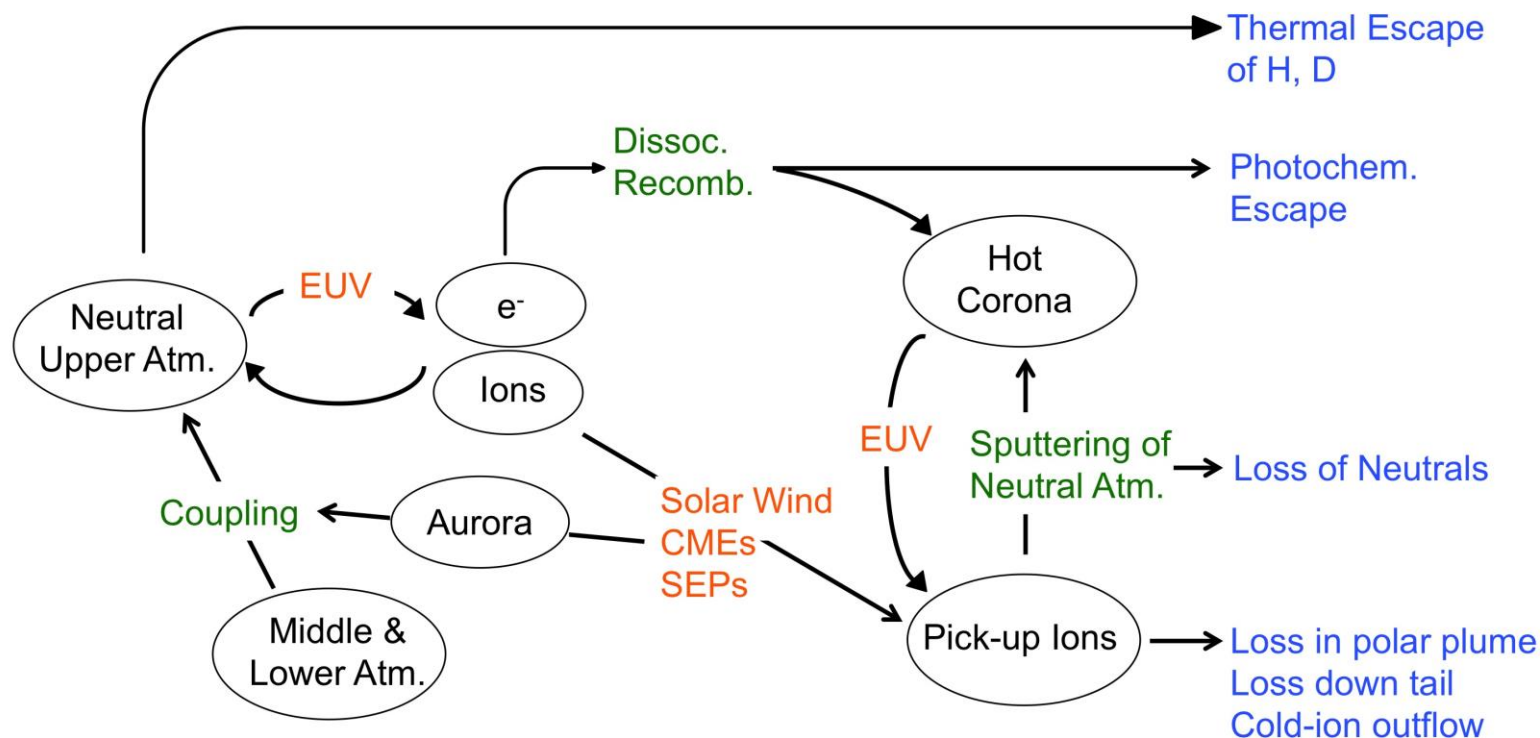 Thermal Escape
of H, D
Dissoc.
Recomb.
Photochem.
Escape
Hot
Corona
EUV
e-
Neutral
Upper Atm.
Ions
EUV
Sputtering of
Neutral Atm.
Loss of Neutrals
Coupling
Aurora
Solar Wind
CMEs
SEPs
Middle &
Lower Atm.
Pick-up Ions
Loss in polar plume
Loss down tail
Cold-ion outflow